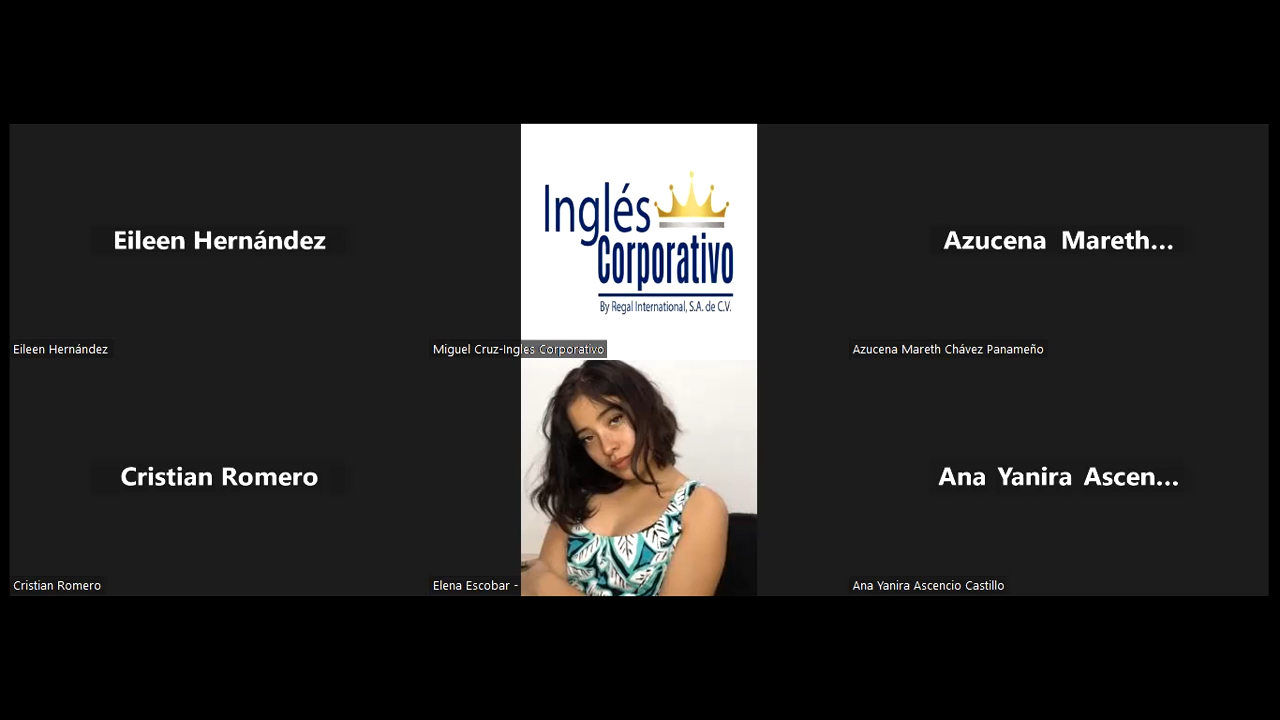 Eileen Hernández
Inglés
Corporativo
By Regal International, S.A. de C.V.
Azucena Mareth...
Eileen Hernández
Miguel Cruz-Ingles Corporativo
Azucena Mareth Chávez Panameño
Cristian Romero
Ana Yanira Ascen...
Cristian Romero
Elena Escobar -
Ana Yanira Ascencio Castillo